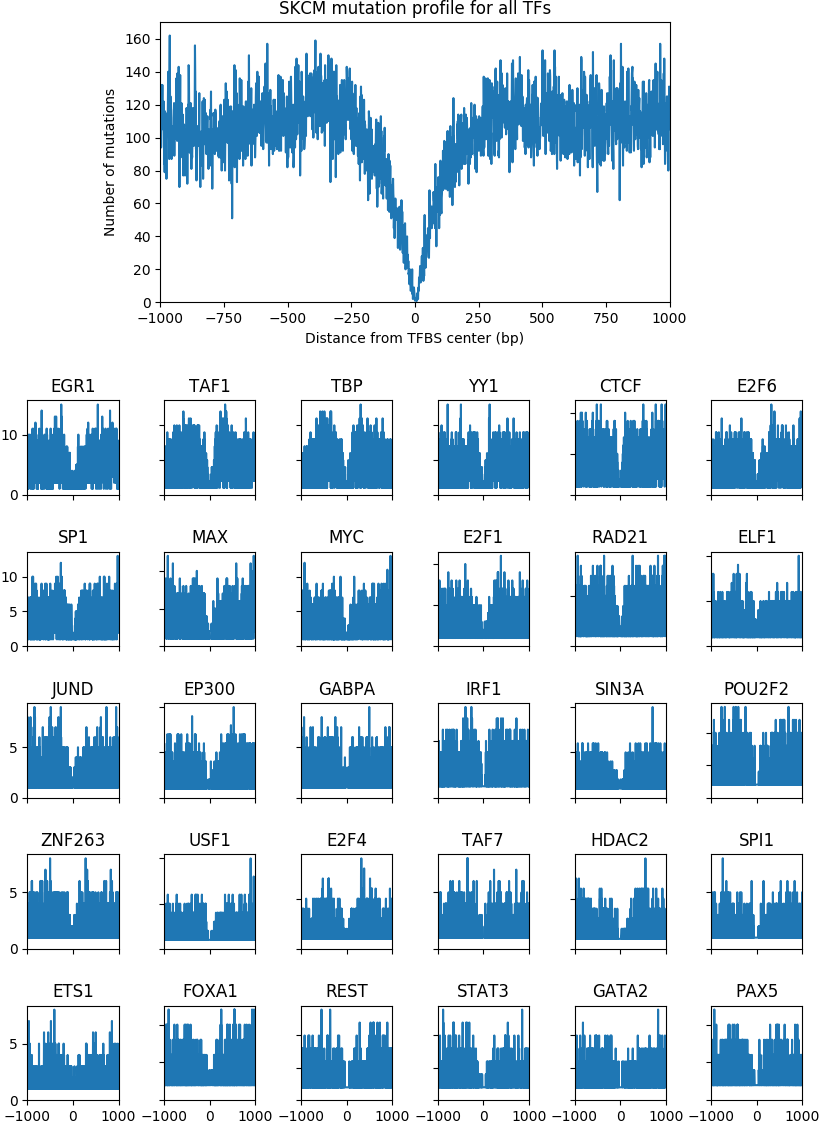 SKCM mutation profile for all TFs
160
140
120
100
80
60
40
20
0
Number of mutations
−1000 −750 −500 −250 0 250 500 750 1000
Distance from TFBS center (bp)
EGR1 TAF1 TBP YY1 CTCF E2F6
10
0
SP1 MAX MYC E2F1 RAD21 ELF1
10
5
0
JUND EP300 GABPA IRF1 SIN3A POU2F2
5
0
ZNF263 USF1 E2F4 TAF7 HDAC2 SPI1
5
0
ETS1 FOXA1 REST STAT3 GATA2 PAX5
5
0
−1000 0 1000 −1000 0 1000 −1000 0 1000 −1000 0 1000 −1000 0 1000 −1000 0 1000